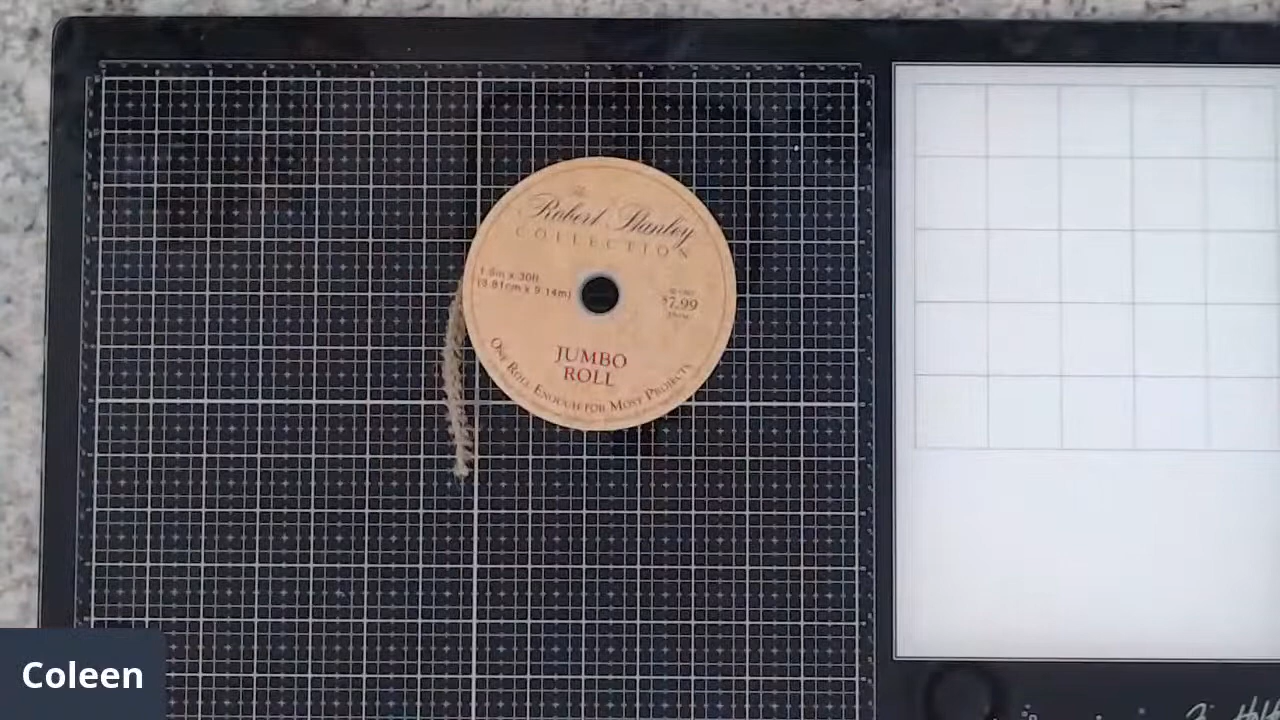 The
Robert Stanley
COLLECTION
1.5in x 30ft
(3.81cm x 9.14m)
$7.99
JUMBO
ROLL
ONE ROLL ENOUGH FOR MOST PROJECTS
Coleen